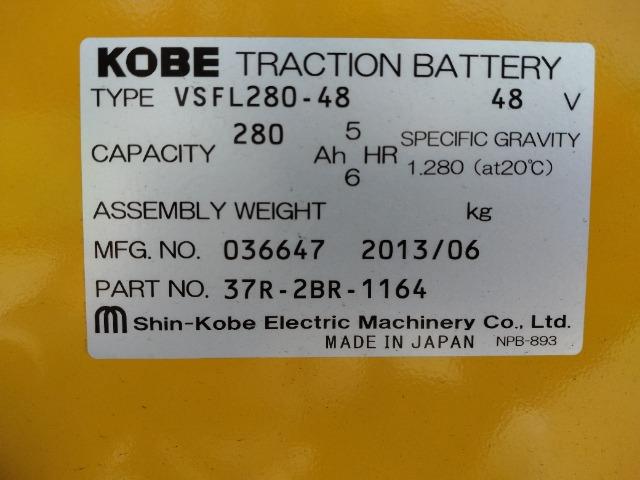 KOBE TRACTION BATTERY
TYPE VSFL280-48 48 V
CAPACITY 280 Ah 5 HR 6 SPECIFIC GRAVITY
1.280 (at20℃)
ASSEMBLY WEIGHT kg
MFG. NO. 036647 2013/06
PART NO. 37R-2BR-1164
Shin-Kobe Electric Machinery Co., Ltd.
MADE IN JAPAN NPB-893